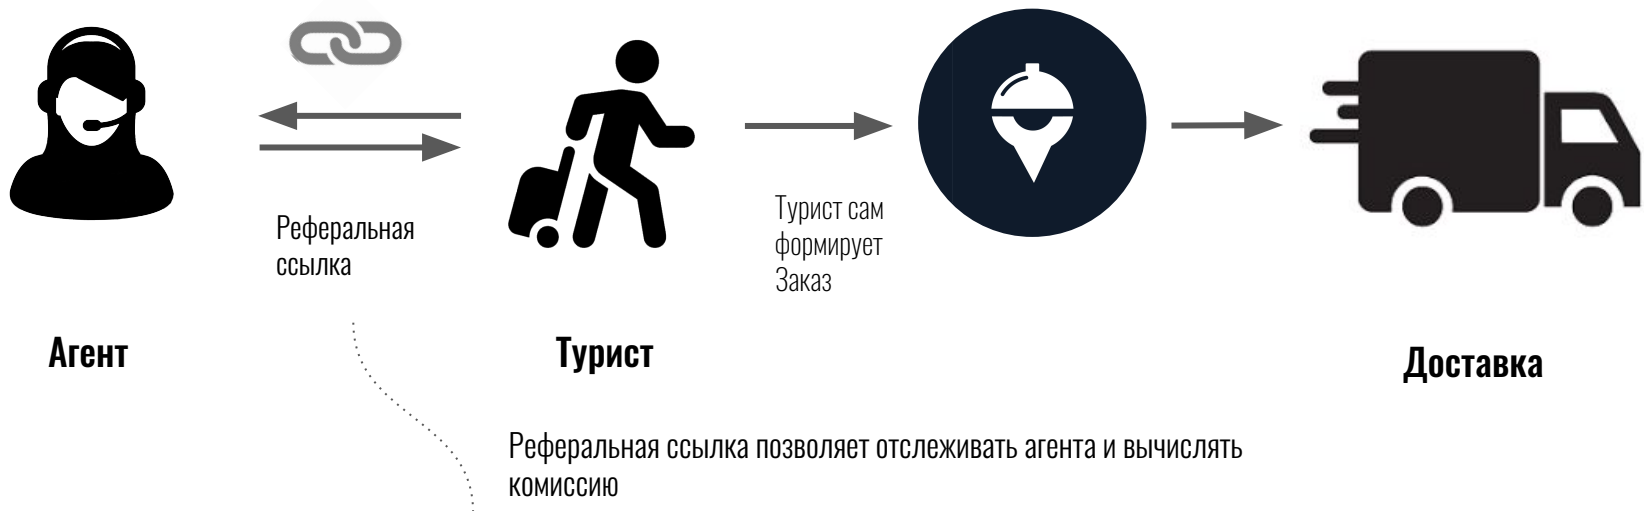 Реферальная
ссылка
Турист сам
формирует
Заказ
Агент
Турист
Доставка
Реферальная ссылка позволяет отслеживать агента и вычислять
комиссию